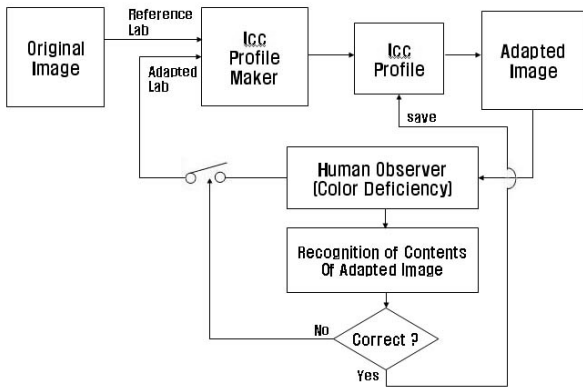 Original
Image
Reference
Lab
Adapted
Lab
Icc
Profile
Maker
Icc
Profile
Adapted
Image
save
Human Observer
(Color Deficiency)
Recognition of Contents
Of Adapted Image
No
Correct ?
Yes